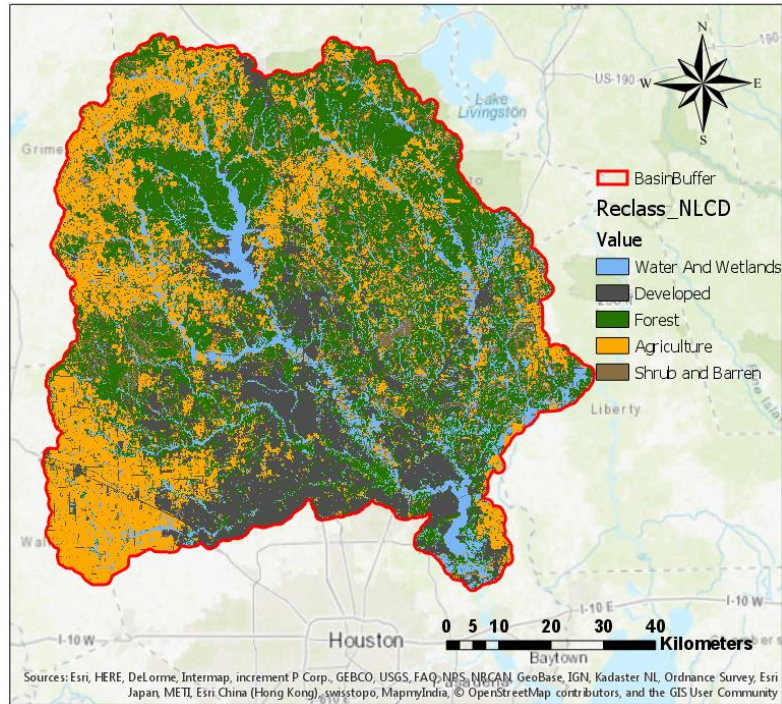 US-190
190
Lake
Livingston
N
W
E
S
Grime
BasinBuffer
Reclass_NLCD
Value
Water And Wetlands
Developed
Forest
Agriculture
Shrub and Barren
Liberty
I-10 W
I-10 E
I-10 W
Houston
Baytown
0 5 10 20 30 40
Kilometers
Sources: Esri, HERE, DeLorme, Intermap, increment P Corp., GEBCO, USGS, FAO, NPS, NRCAN, GeoBase, IGN, Kadaster NL, Ordnance Survey, Esri
Japan, METI, Esri China (Hong Kong), swisstopo, MapmyIndia, © OpenStreetMap contributors, and the GIS User Community